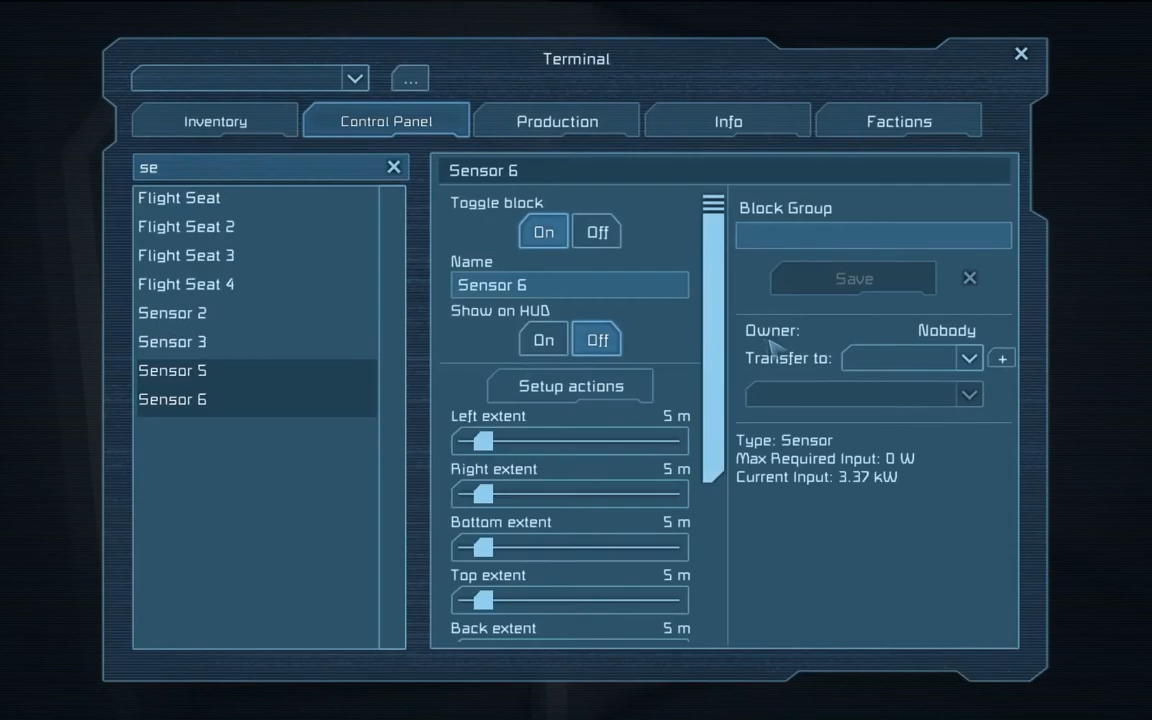 Terminal
...
Inventory
Control Panel
Production
Info
Factions
se
Flight Seat
Flight Seat 2
Flight Seat 3
Flight Seat 4
Sensor 2
Sensor 3
Sensor 5
Sensor 6
Sensor 6
Toggle block
On Off
Name
Sensor 6
Show on HUD
On Off
Setup actions
Left extent 5 m
Right extent 5 m
Bottom extent 5 m
Top extent 5 m
Back extent 5 m
Block Group
Save
Owner: Nobody
Transfer to:
Type: Sensor
Max Required Input: 0 W
Current Input: 3.37 kW